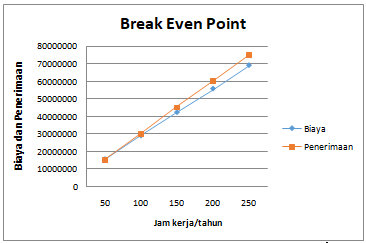 Break Even Point
Biaya dan Penerimaan
80000000
70000000
60000000
50000000
40000000
30000000
20000000
10000000
0
50 100 150 200 250
Jam kerja/tahun
Biaya
Penerimaan